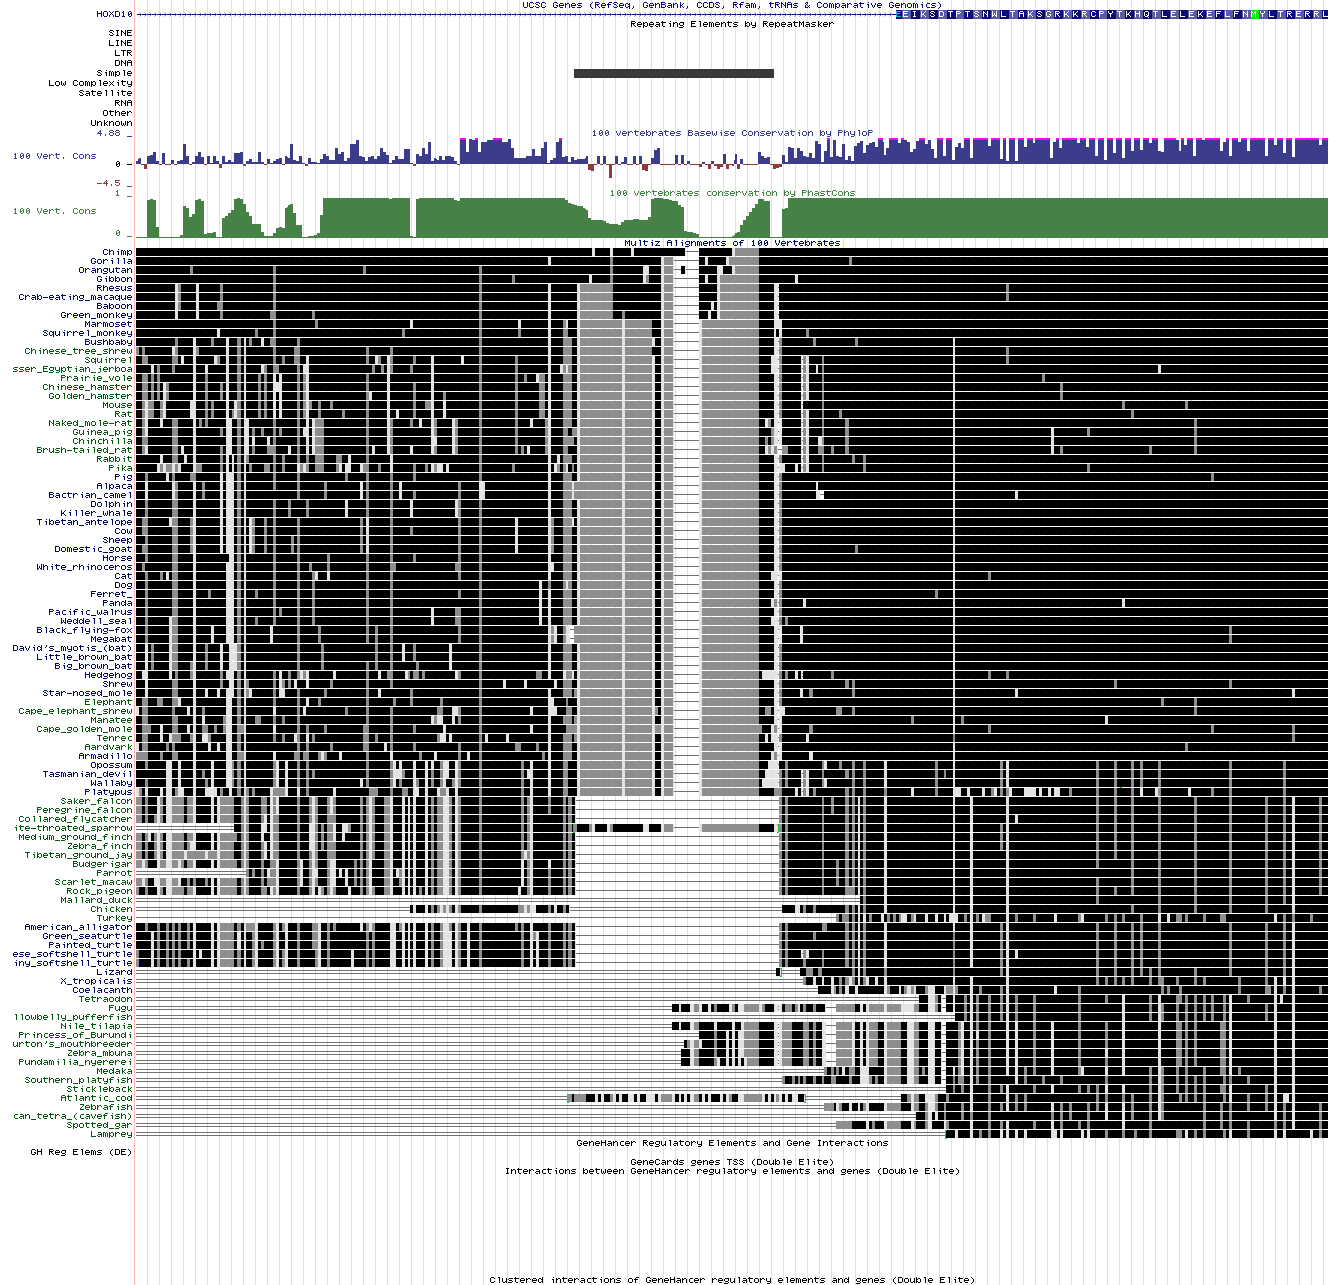 UCSC Genes (RefSeq, GenBank, CCDS, Rfam, tRNAs & Comparative Genomics)
HOXD10
EEIKSDTPTSNWLTAKSGRKKRCPYTKHQTLELEKEFLFNMYLTRERRL
Repeating Elements by RepeatMasker
SINE
LINE
LTR
DNA
Simple
Low Complexity
Satellite
RNA
Other
Unknown
4.88 _
100 vertebrates Basewise Conservation by PhyloP
100 Vert. Cons
0 _
-4.5 _
1 _
100 vertebrates conservation by PhastCons
100 Vert. Cons
0 _
Multiz Alignments of 100 Vertebrates
Chimp
Gorilla
Orangutan
Gibbon
Rhesus
Crab-eating_macaque
Baboon
Green_monkey
Marmoset
Squirrel_monkey
Bushbaby
Chinese_tree_shrew
Squirrel
sser_Egyptian_jerboa
Prairie_vole
Chinese_hamster
Golden_hamster
Mouse
Rat
Naked_mole-rat
Guinea_pig
Chinchilla
Brush-tailed_rat
Rabbit
Pika
Pig
Alpaca
Bactrian_camel
Dolphin
Killer_whale
Tibetan_antelope
Cow
Sheep
Domestic_goat
Horse
White_rhinoceros
Cat
Dog
Ferret_
Panda
Pacific_walrus
Weddell_seal
Black_flying-fox
Megabat
David's_myotis_(bat)
Little_brown_bat
Big_brown_bat
Hedgehog
Shrew
Star-nosed_mole
Elephant
Cape_elephant_shrew
Manatee
Cape_golden_mole
Tenrec
Aardvark
Armadillo
Opossum
Tasmanian_devil
Wallaby
Platypus
Saker_falcon
Peregrine_falcon
Collared_flycatcher
ite-throated_sparrow
Medium_ground_finch
Zebra_finch
Tibetan_ground_jay
Budgerigar
Parrot
Scarlet_macaw
Rock_pigeon
Mallard_duck
Chicken
Turkey
American_alligator
Green_seaturtle
Painted_turtle
ese_softshell_turtle
iny_softshell_turtle
Lizard
X_tropicalis
Coelacanth
Tetraodon
Fugu
llowbelly_pufferfish
Nile_tilapia
Princess_of_Burundi
urton's_mouthbreeder
Zebra_mbuna
Pundamilia_nyererei
Medaka
Southern_platyfish
Stickleback
Atlantic_cod
Zebrafish
can_tetra_(cavefish)
Spotted_gar
Lamprey
GeneHancer Regulatory Elements and Gene Interactions
GH Reg Elems (DE)
GeneCards genes TSS (Double Elite)
Interactions between GeneHancer regulatory elements and genes (Double Elite)
Clustered interactions of GeneHancer regulatory elements and genes (Double Elite)